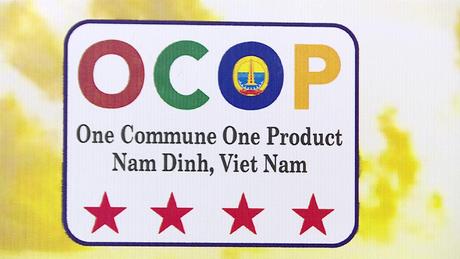 OCOP
One Commune One Product
Nam Dinh, Viet Nam